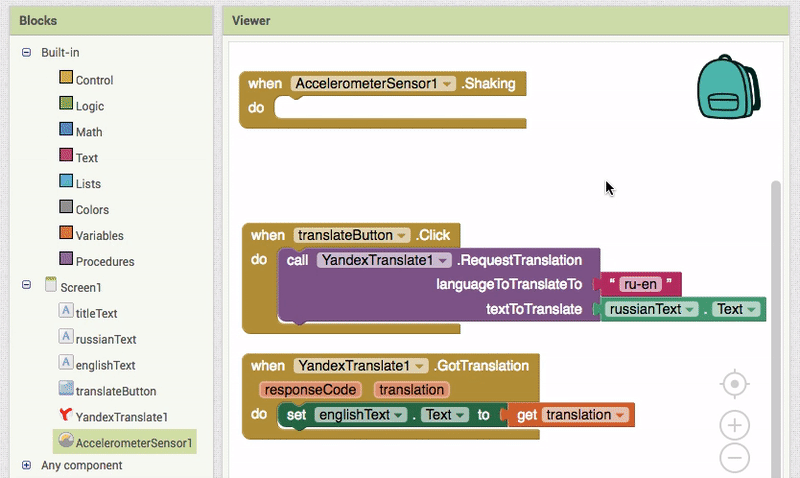 Blocks
Built-in
Control
Logic
Math
Text
Lists
Colors
Variables
Procedures
Screen1
titleText
russianText
englishText
translateButton
YandexTranslate1
AccelerometerSensor1
Any component
Viewer
when AccelerometerSensor1 .Shaking
do
when translateButton .Click
do call YandexTranslate1 .RequestTranslation
languageToTranslateTo " ru-en "
textToTranslate russianText . Text
when YandexTranslate1 .GotTranslation
responseCode translation
do set englishText . Text to get translation